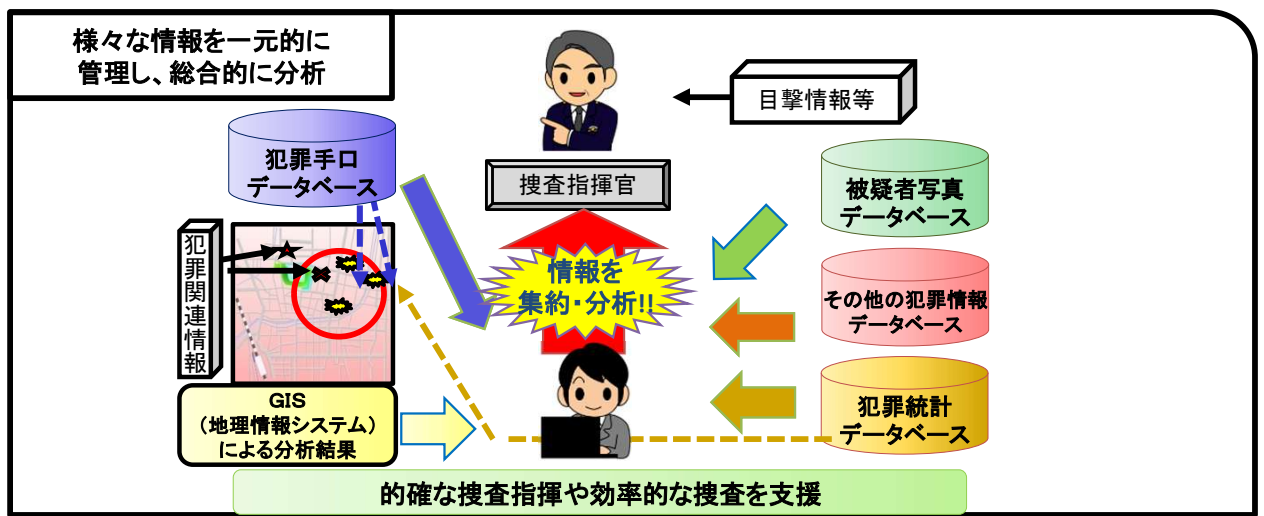 様々な情報を一元的に
管理し、総合的に分析
目撃情報等
犯罪手口
データベース
捜査指揮官
被疑者写真
データベース
犯罪関連情報
情報を
集約・分析!!
その他の犯罪情報
データベース
GIS
（地理情報システム）
による分析結果
犯罪統計
データベース
的確な捜査指揮や効率的な捜査を支援